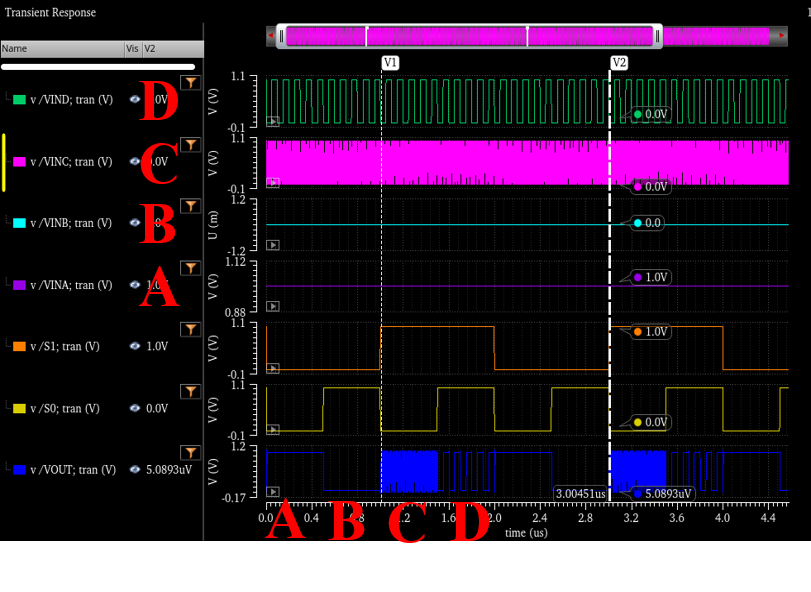 Transient Response
Name Vis V2
V1 V2
v /VIND; tran (V) D 0V
1.1 V (V) -0.1
0.0V
v /VINC; tran (V) C 0.0V
1.1 V (V) -0.1
0.0V
v /VINB; tran (V) B
1.2 U (m) -1.2
0.0
v /VINA; tran (V) A 1.0V
1.12 V (V) 0.88
1.0V
v /S1; tran (V) 1.0V
1.1 V (V) -0.1
1.0V
v /S0; tran (V) 0.0V
1.1 V (V) -0.1
0.0V
v /VOUT; tran (V) 5.0893uV
1.2 V (V) -0.17
3.00451us 5.0893uV
A B C D
0.0 0.4 1.2 2.0 2.4 2.8 3.2 3.6 4.0 4.4
time (us)